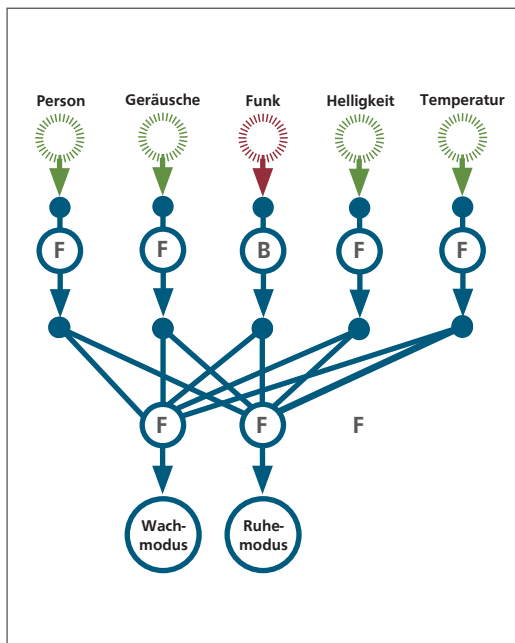 Person Geräusche Funk Helligkeit Temperatur
F F B F F
F F F
Wach-
modus
Ruhe-
modus